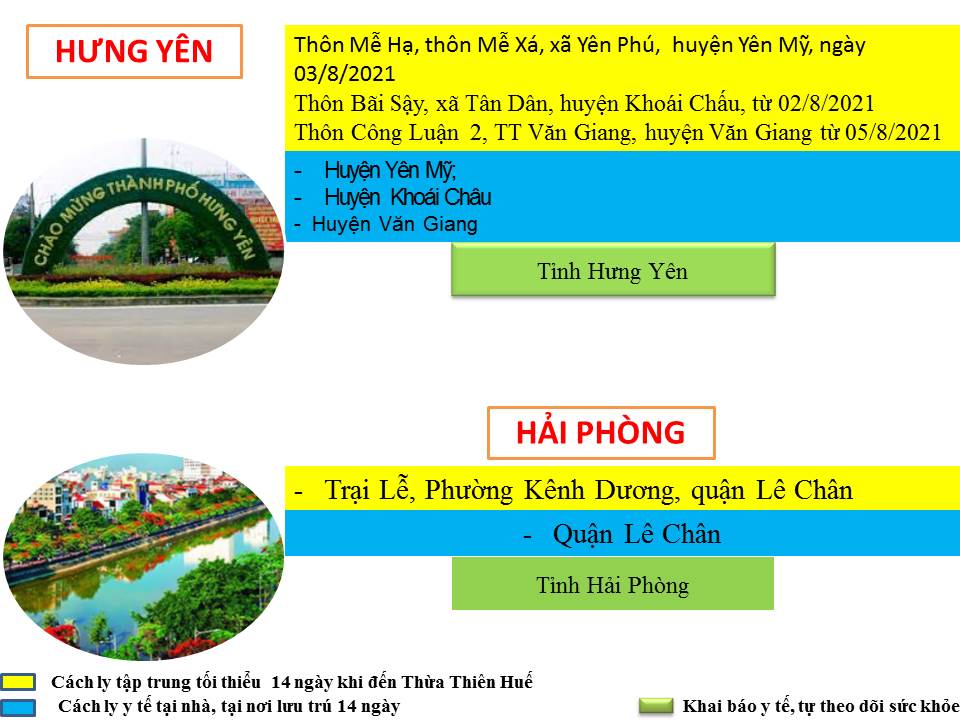 HƯNG YÊN
Thôn Mễ Hạ, thôn Mễ Xá, xã Yên Phú, huyện Yên Mỹ, ngày
03/8/2021
Thôn Bãi Sậy, xã Tân Dân, huyện Khoái Chấu, từ 02/8/2021
Thôn Công Luận 2, TT Văn Giang, huyện Văn Giang từ 05/8/2021
- Huyện Yên Mỹ;
- Huyện Khoái Châu
- Huyện Văn Giang
CHÀO MỪNG THÀNH PHỐ HƯNG YÊN
Tỉnh Hưng Yên
HẢI PHÒNG
- Trại Lễ, Phường Kênh Dương, quận Lê Chân
- Quận Lê Chân
Tỉnh Hải Phòng
Cách ly tập trung tối thiểu 14 ngày khi đến Thừa Thiên Huế
Cách ly y tế tại nhà, tại nơi lưu trú 14 ngày
Khai báo y tế, tự theo dõi sức khỏe